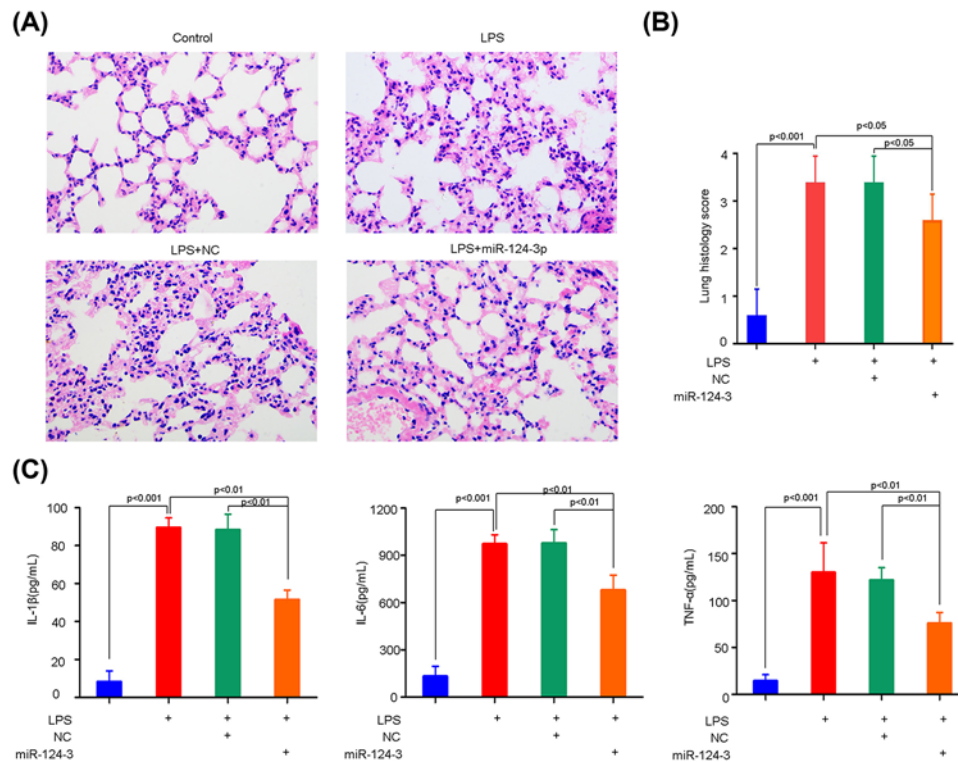 (A)
Control
LPS
LPS+NC
LPS+miR-124-3p
(B)
p<0.05
p<0.001
p<0.05
4
3
2
1
0
Lung histology score
LPS + + +
NC +
miR-124-3 +
(C)
p<0.01
p<0.001
p<0.01
100
80
60
40
20
0
IL-1β(pg/mL)
LPS + + +
NC +
miR-124-3 +
p<0.01
p<0.001
p<0.01
1200
900
600
300
0
IL-6(pg/mL)
LPS + + +
NC +
miR-124-3 +
p<0.01
p<0.001
p<0.01
200
150
100
50
0
TNF-α(pg/mL)
LPS + + +
NC +
miR-124-3 +